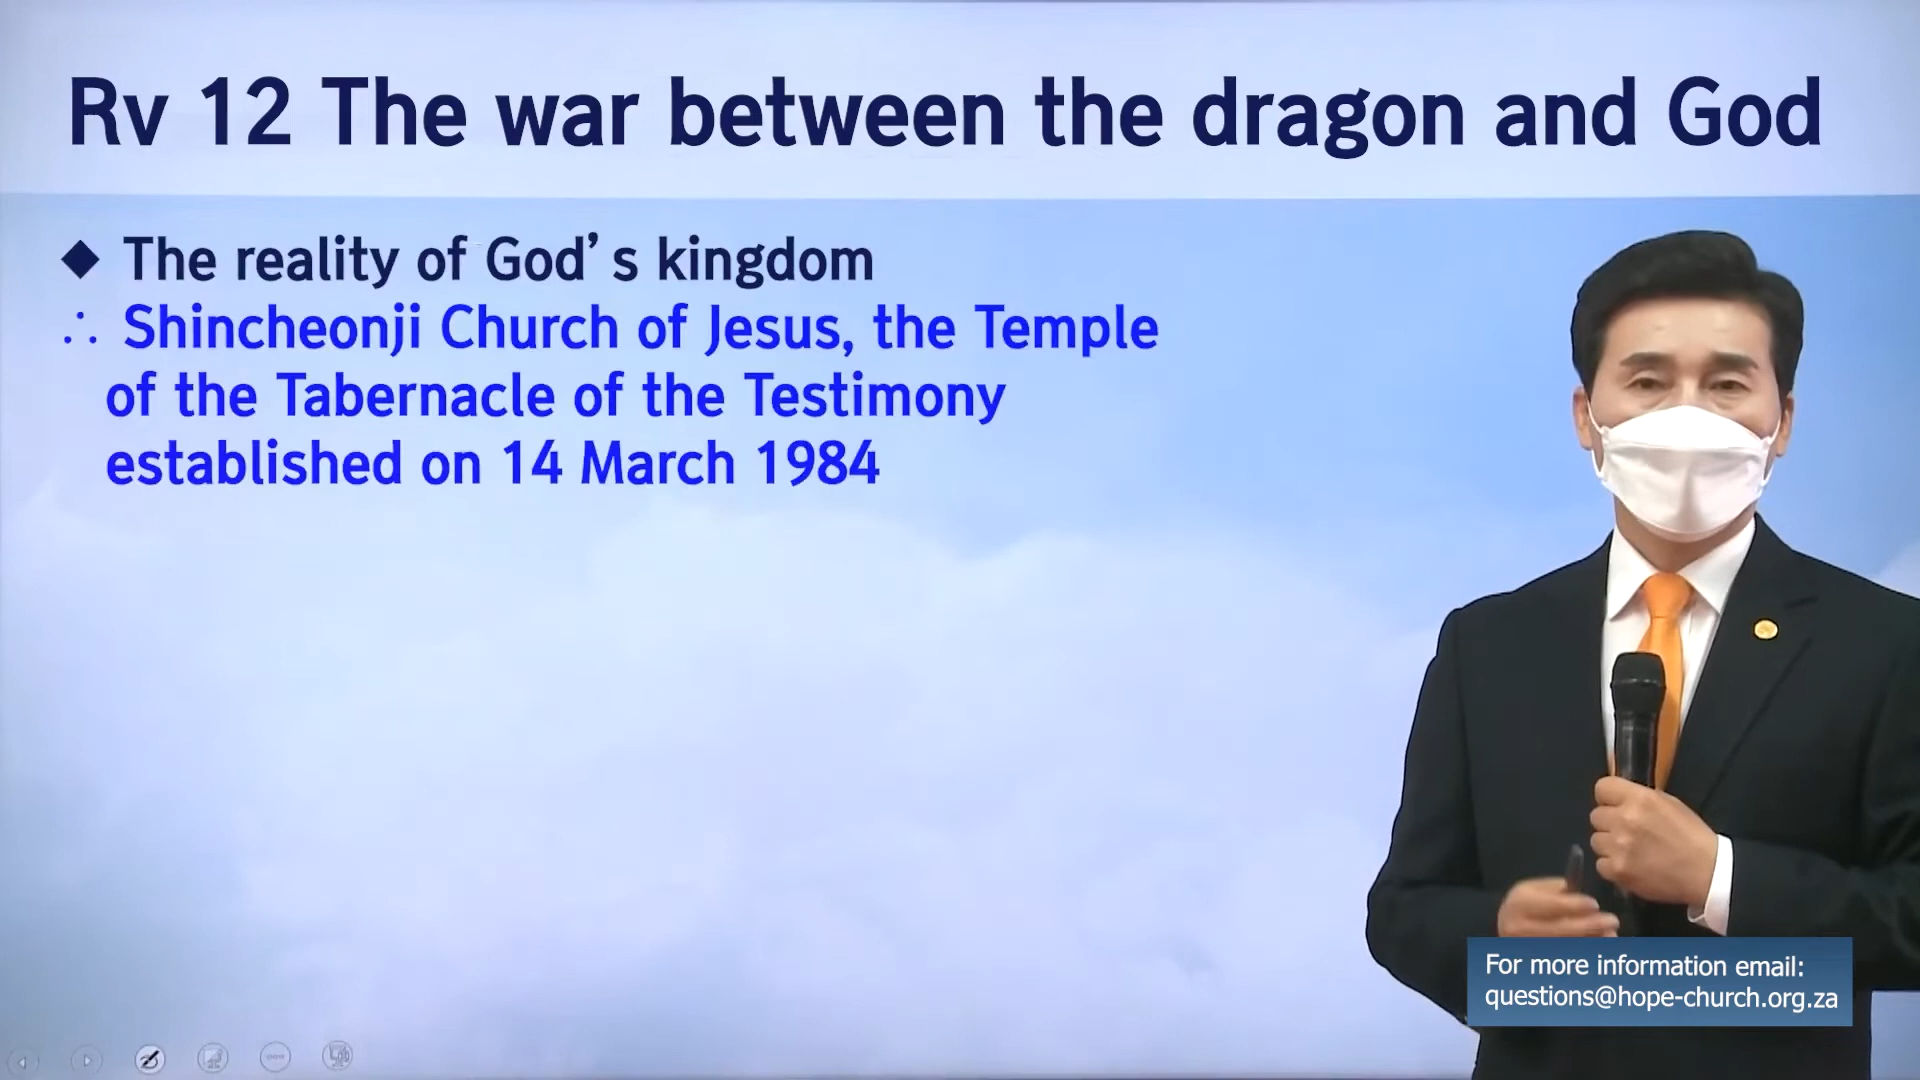 Rv 12 The war between the dragon and God
◆ The reality of God's kingdom
∴ Shincheonji Church of Jesus, the Temple
of the Tabernacle of the Testimony
established on 14 March 1984
For more information email:
questions@hope-church.org.za